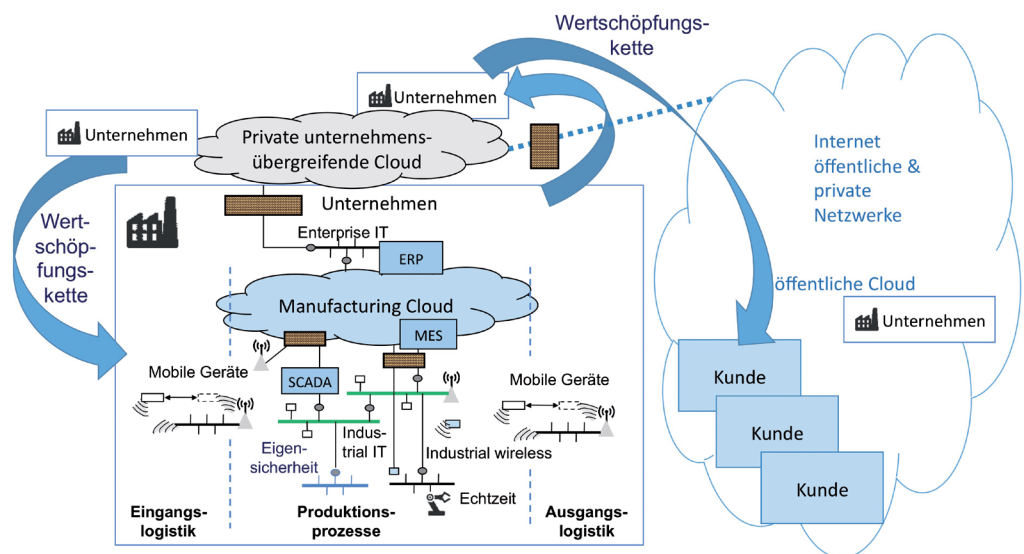 Wertschöpfungs-
kette
Unternehmen
Unternehmen
Private unternehmens-
übergreifende Cloud
Internet
öffentliche &
private
Netzwerke
Unternehmen
Wert-
schöp-
fungs-
kette
Enterprise IT
ERP
Manufacturing Cloud
öffentliche Cloud
Unternehmen
MES
SCADA
Mobile Geräte
Mobile Geräte
Kunde
Kunde
Kunde
Eigen-
sicherheit
Indus-
trial IT
Industrial wireless
Echtzeit
Eingangs-
logistik
Produktions-
prozesse
Ausgangs-
logistik